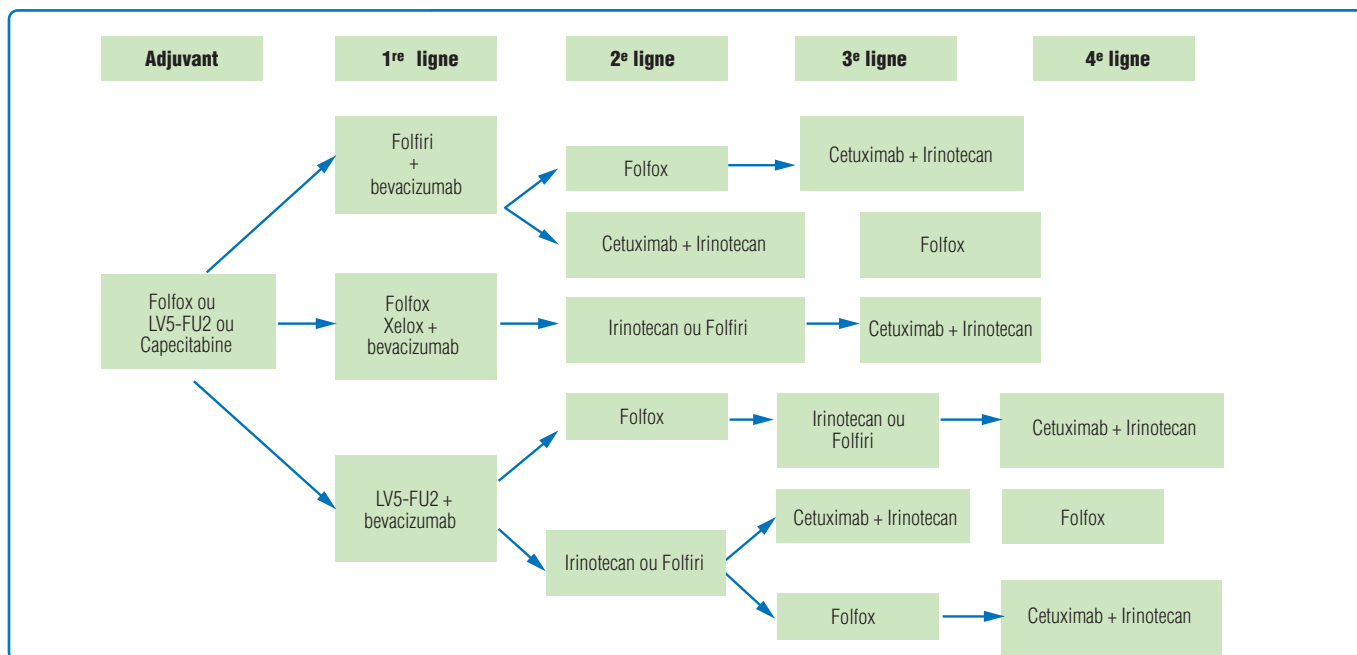 Adjuvant
1re ligne
2e ligne
3e ligne
4e ligne
Folfiri
+
bevacizumab
Folfox
Cetuximab + Irinotecan
Cetuximab + Irinotecan
Folfox
Folfox ou
LV5-FU2 ou
Capecitabine
Folfox
Xelox +
bevacizumab
Irinotecan ou Folfiri
Cetuximab + Irinotecan
Folfox
Irinotecan ou
Folfiri
Cetuximab + Irinotecan
LV5-FU2 +
bevacizumab
Cetuximab + Irinotecan
Folfox
Irinotecan ou Folfiri
Folfox
Cetuximab + Irinotecan